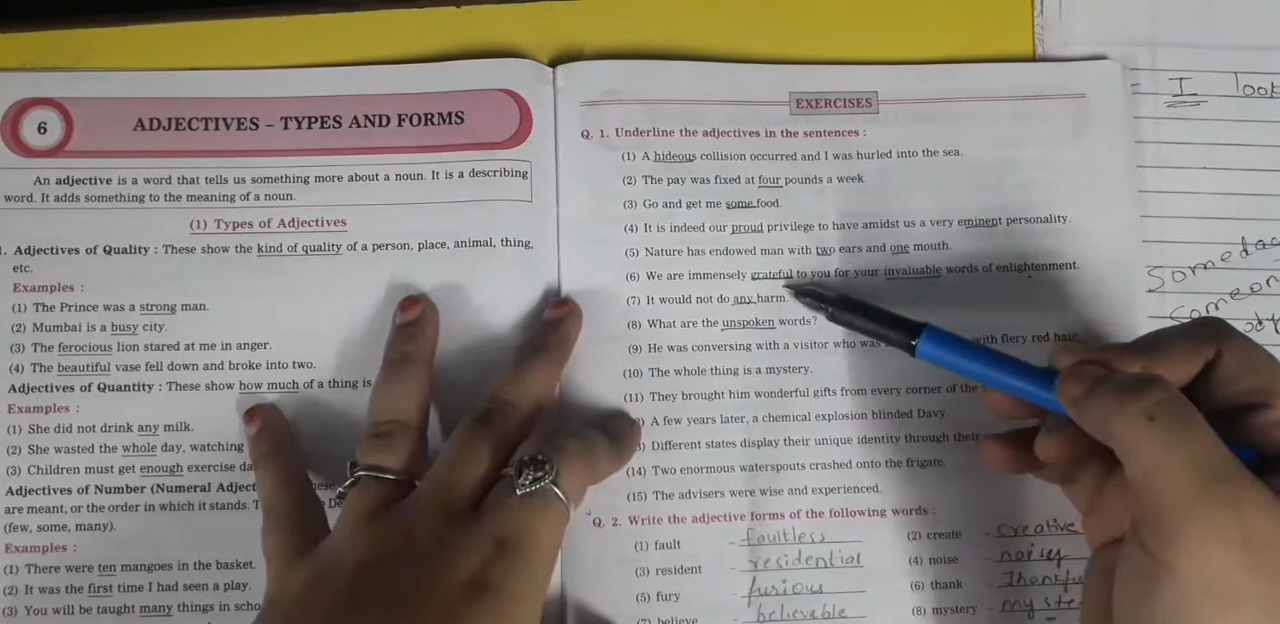 6
ADJECTIVES – TYPES AND FORMS
An adjective is a word that tells us something more about a noun. It is a describing
word. It adds something to the meaning of a noun.
(1) Types of Adjectives
Adjectives of Quality : These show the kind of quality of a person, place, animal, thing,
etc.
Examples :
(1) The Prince was a strong man.
(2) Mumbai is a busy city.
(3) The ferocious lion stared at me in anger.
(4) The beautiful vase fell down and broke into two.
Adjectives of Quantity : These show how much of a thing is
Examples :
(1) She did not drink any milk.
(2) She wasted the whole day, watching
(3) Children must get enough exercise da
Adjectives of Number (Numeral Adject
are meant, or the order in which it stands.
(few, some, many).
Examples :
(1) There were ten mangoes in the basket.
(2) It was the first time I had seen a play.
(3) You will be taught many things in scho
EXERCISES
Q. 1. Underline the adjectives in the sentences :
(1) A hideous collision occurred and I was hurled into the sea.
(2) The pay was fixed at four pounds a week.
(3) Go and get me some food.
(4) It is indeed our proud privilege to have amidst us a very eminent personality.
(5) Nature has endowed man with two ears and one mouth.
(6) We are immensely grateful to you for your invaluable words of enlightenment.
(7) It would not do any harm.
(8) What are the unspoken words?
(9) He was conversing with a visitor who was with fiery red hair.
(10) The whole thing is a mystery.
(11) They brought him wonderful gifts from every corner of the
) A few years later, a chemical explosion blinded Davy.
) Different states display their unique identity through their
(14) Two enormous waterspouts crashed onto the frigate.
(15) The advisers were wise and experienced.
Q. 2. Write the adjective forms of the following words :
(1) fault - faultless (2) create - creative
(3) resident - residential (4) noise - noisy
(5) fury - furious (6) thank - Thankfu
(7) believe believable (8) mystery - myste
= I look
Someday
Someon